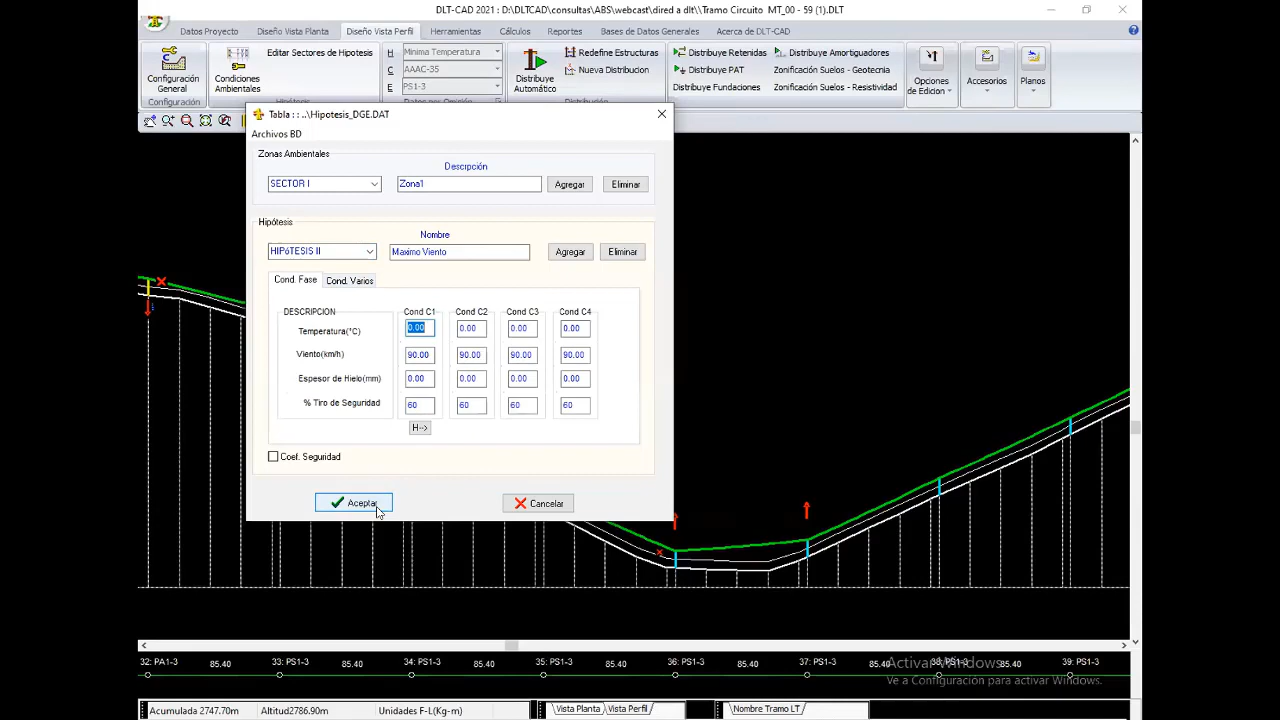 DLT-CAD 2021 : D:\DLTCAD\consultas\ABS\webcast\dired a dlt\Tramo Circuito MT_00 - 59 (1).DLT
Datos Proyecto Diseño Vista Planta Diseño Vista Perfil Herramientas Cálculos Reportes Bases de Datos Generales Acerca de DLT-CAD
Configuración General
Configuración
Condiciones Ambientales
Editar Sectores de Hipotesis
H Minima Temperatura
C AAAC-35
E PS1-3
Distribuye Automático
Redefine Estructuras
Nueva Distribucion
Distribuye Retenidas
Distribuye PAT
Distribuye Fundaciones
Distribuye Amortiguadores
Zonificación Suelos - Geotecnia
Zonificación Suelos - Resistividad
Opciones de Edicion
Accesorios
Planos
Tabla : : ..\Hipotesis_DGE.DAT
Archivos BD
Zonas Ambientales
Descrpción
SECTOR I Zona1 Agregar Eliminar
Hipótesis
Nombre
HIPóTESIS II Maximo Viento Agregar Eliminar
Cond. Fase Cond. Varios
DESCRIPCION Cond C1 Cond C2 Cond C3 Cond C4
Temperatura(°C) 0.00 0.00 0.00 0.00
Viento(km/h) 90.00 90.00 90.00 90.00
Espesor de Hielo(mm) 0.00 0.00 0.00 0.00
% Tiro de Seguridad 60 60 60 60
H-->
Coef. Seguridad
Aceptar Cancelar
32: PA1-3 85.40 33: PS1-3 85.40 34: PS1-3 85.40 35: PS1-3 85.40 36: PS1-3 85.40 37: PS1-3 85.40 38: PS1-3 85.40 39: PS1-3
Activar Windows
Ve a Configuración para activar Windows.
Acumulada 2747.70m Altitud2786.90m Unidades F-L(Kg-m) Vista Planta Vista Perfil Nombre Tramo LT